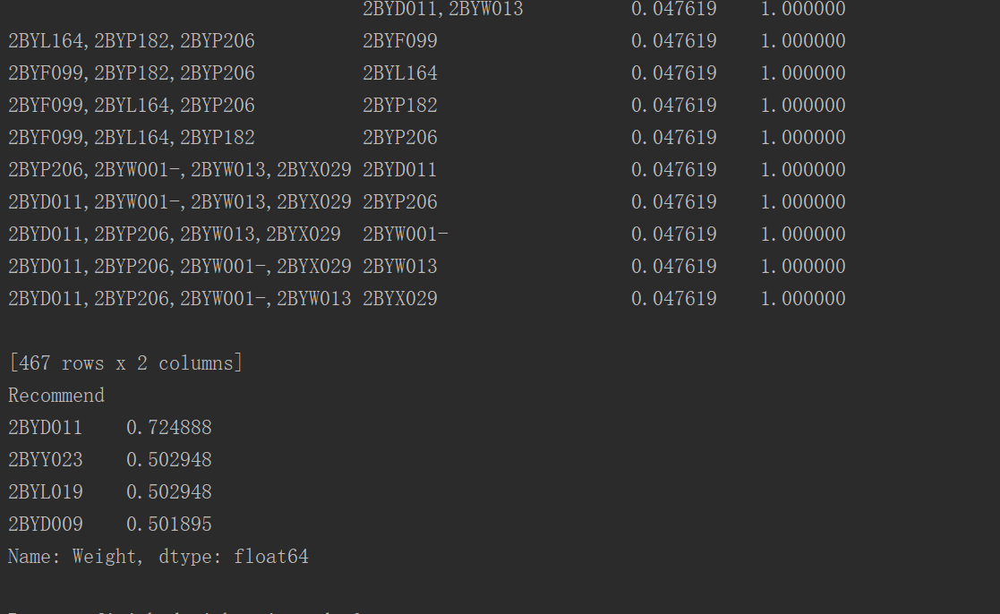 2BYD011,2BYW013 0.047619 1.000000
2BYL164,2BYP182,2BYP206 2BYF099 0.047619 1.000000
2BYF099,2BYP182,2BYP206 2BYL164 0.047619 1.000000
2BYF099,2BYL164,2BYP206 2BYP182 0.047619 1.000000
2BYF099,2BYL164,2BYP182 2BYP206 0.047619 1.000000
2BYP206,2BYW001-,2BYW013,2BYX029 2BYD011 0.047619 1.000000
2BYD011,2BYW001-,2BYW013,2BYX029 2BYP206 0.047619 1.000000
2BYD011,2BYP206,2BYW013,2BYX029 2BYW001- 0.047619 1.000000
2BYD011,2BYP206,2BYW001-,2BYX029 2BYW013 0.047619 1.000000
2BYD011,2BYP206,2BYW001-,2BYW013 2BYX029 0.047619 1.000000
[467 rows x 2 columns]
Recommend
2BYD011 0.724888
2BYY023 0.502948
2BYL019 0.502948
2BYD009 0.501895
Name: Weight, dtype: float64